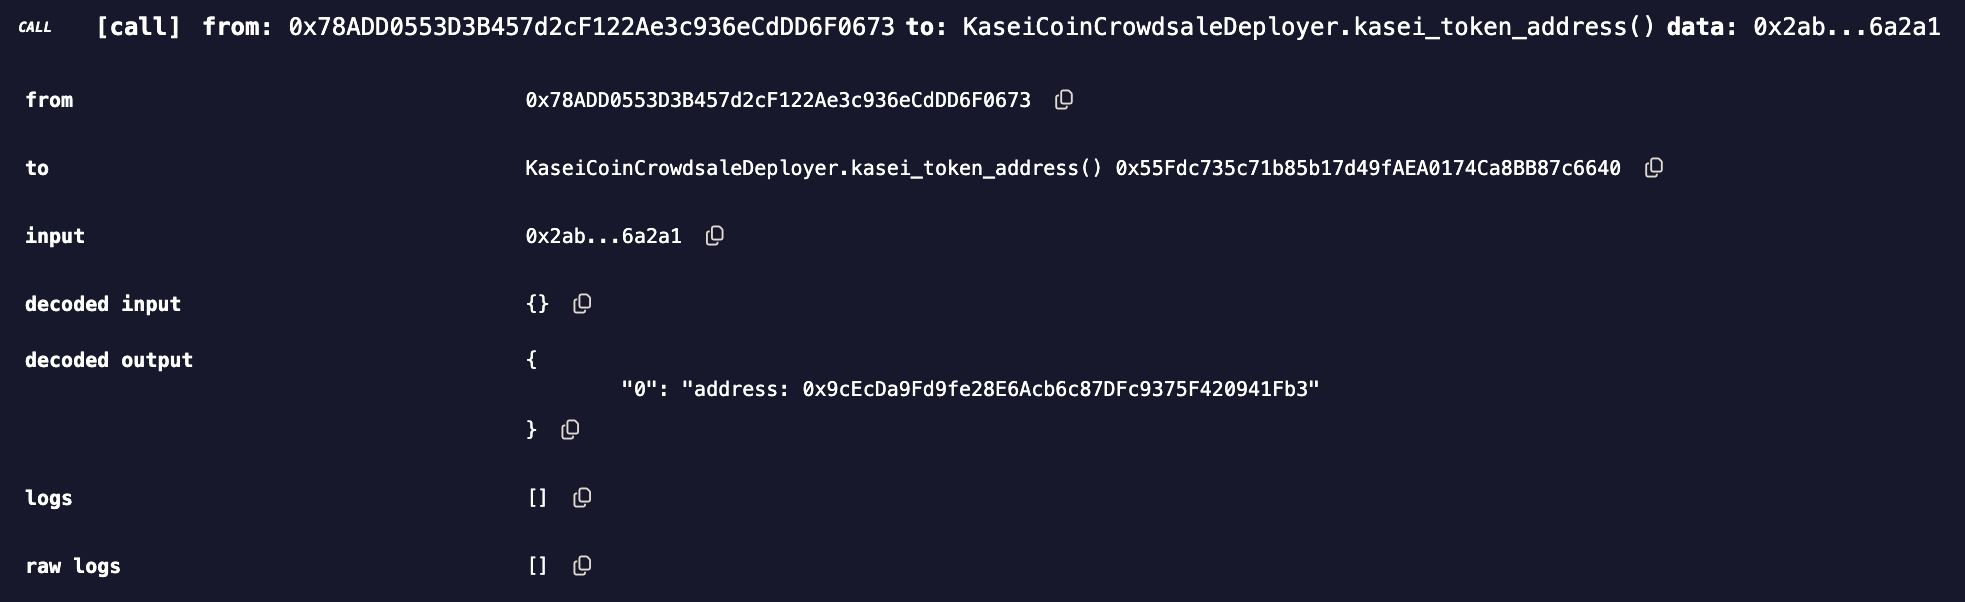 CALL [call] from: 0x78ADD0553D3B457d2cF122Ae3c936eCdDD6F0673 to: KaseiCoinCrowdsaleDeployer.kasei_token_address() data: 0x2ab...6a2a1
from 0x78ADD0553D3B457d2cF122Ae3c936eCdDD6F0673
to KaseiCoinCrowdsaleDeployer.kasei_token_address() 0x55Fdc735c71b85b17d49fAEA0174Ca8BB87c6640
input 0x2ab...6a2a1
decoded input {}
decoded output {
"0": "address: 0x9cEcDa9Fd9fe28E6Acb6c87DFc9375F420941Fb3"
}
logs []
raw logs []